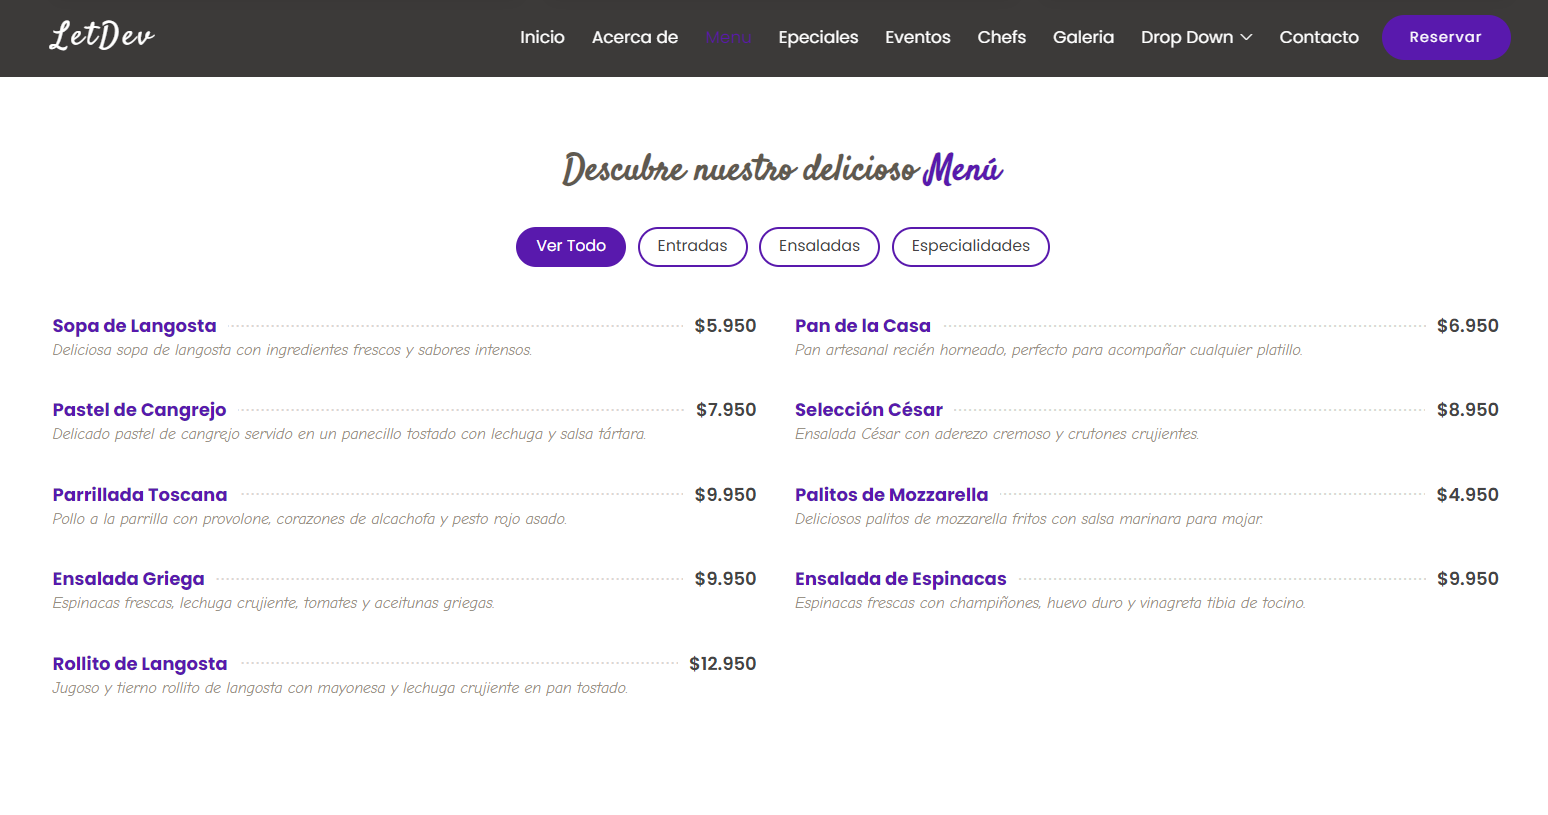 LetDev
Inicio Acerca de Menú Epeciales Eventos Chefs Galeria Drop Down Contacto Reservar
Descubre nuestro delicioso Menú
Ver Todo Entradas Ensaladas Especialidades
Sopa de Langosta $5.950
Deliciosa sopa de langosta con ingredientes frescos y sabores intensos.
Pan de la Casa $6.950
Pan artesanal recién horneado, perfecto para acompañar cualquier platillo.
Pastel de Cangrejo $7.950
Delicado pastel de cangrejo servido en un panecillo tostado con lechuga y salsa tártara.
Selección César $8.950
Ensalada César con aderezo cremoso y crutones crujientes.
Parrillada Toscana $9.950
Pollo a la parrilla con provolone, corazones de alcachofa y pesto rojo asado.
Palitos de Mozzarella $4.950
Deliciosos palitos de mozzarella fritos con salsa marinara para mojar.
Ensalada Griega $9.950
Espinacas frescas, lechuga crujiente, tomates y aceitunas griegas.
Ensalada de Espinacas $9.950
Espinacas frescas con champiñones, huevo duro y vinagreta tibia de tocino.
Rollito de Langosta $12.950
Jugoso y tierno rollito de langosta con mayonesa y lechuga crujiente en pan tostado.